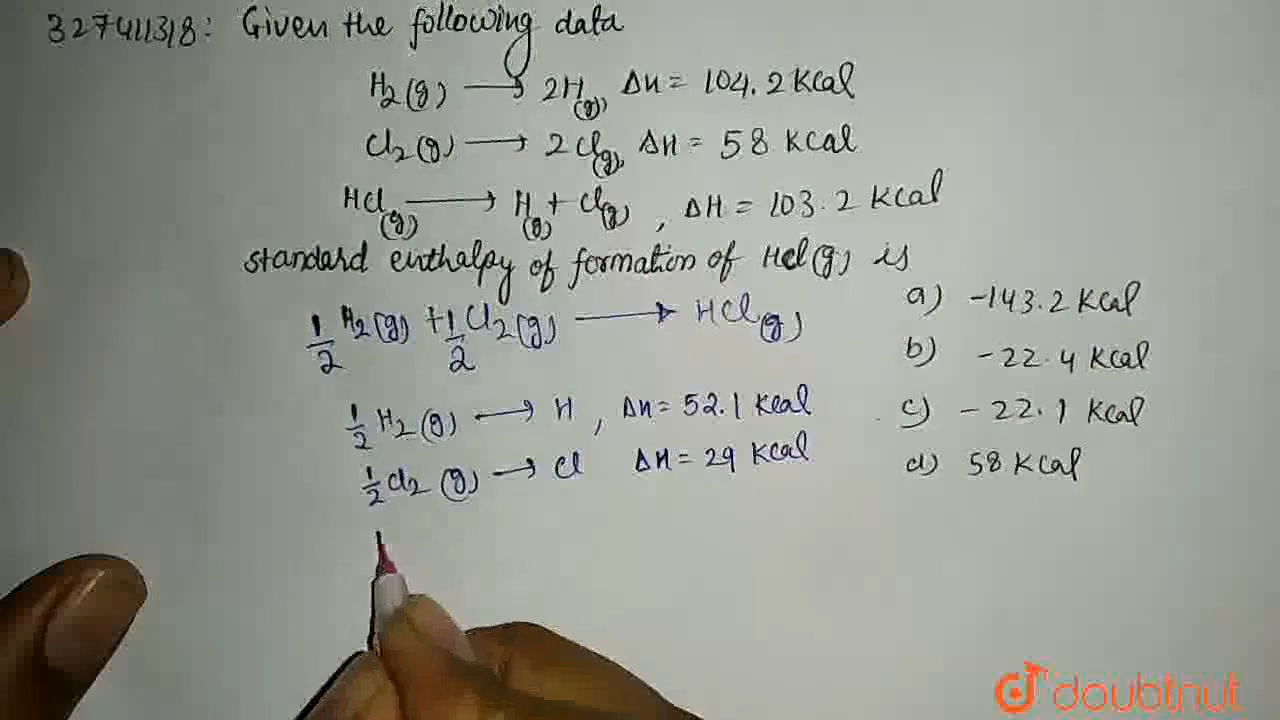 327411318: Given the following data
H2(g) → 2H(g), ΔH = 104.2 Kcal
Cl2(g) → 2Cl(g), ΔH = 58 Kcal
HCl(g) → H(g) + Cl(g), ΔH = 103.2 Kcal
standard enthalpy of formation of Hcl(g) is
1/2 H2(g) + 1/2 Cl2(g) → HCl(g)
1/2 H2(g) → H, ΔH = 52.1 Kcal
1/2 Cl2(g) → Cl ΔH = 29 Kcal
a) -143.2 Kcal
b) -22.4 Kcal
c) -22.1 Kcal
d) 58 Kcal
doubtnut